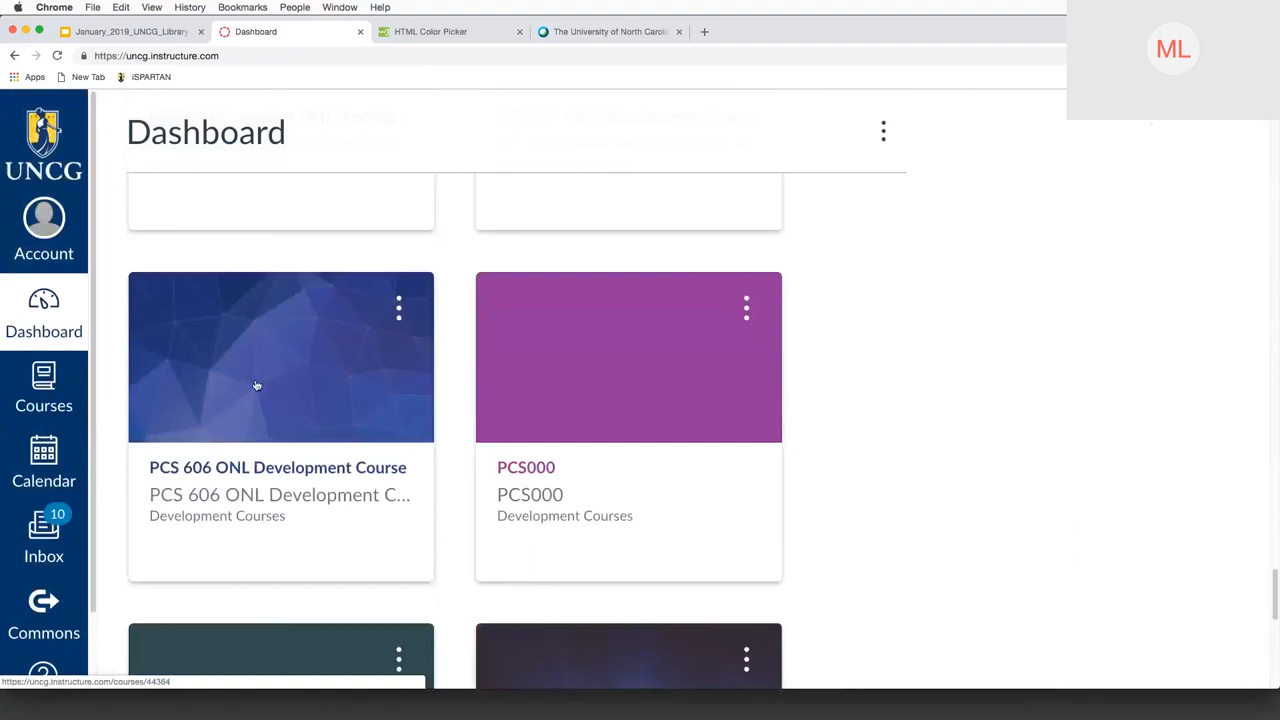 Chrome File Edit View History Bookmarks People Window Help
January_2019_UNCG_Library
Dashboard
HTML Color Picker
The University of North Caroli
https://uncg.instructure.com
Apps
New Tab
iSPARTAN
ML
UNCG
Account
Dashboard
Courses
Calendar
10
Inbox
Commons
Dashboard
PCS 606 ONL Development Course
PCS 606 ONL Development C...
Development Courses
PCS000
PCS000
Development Courses
https://uncg.instructure.com/courses/44364